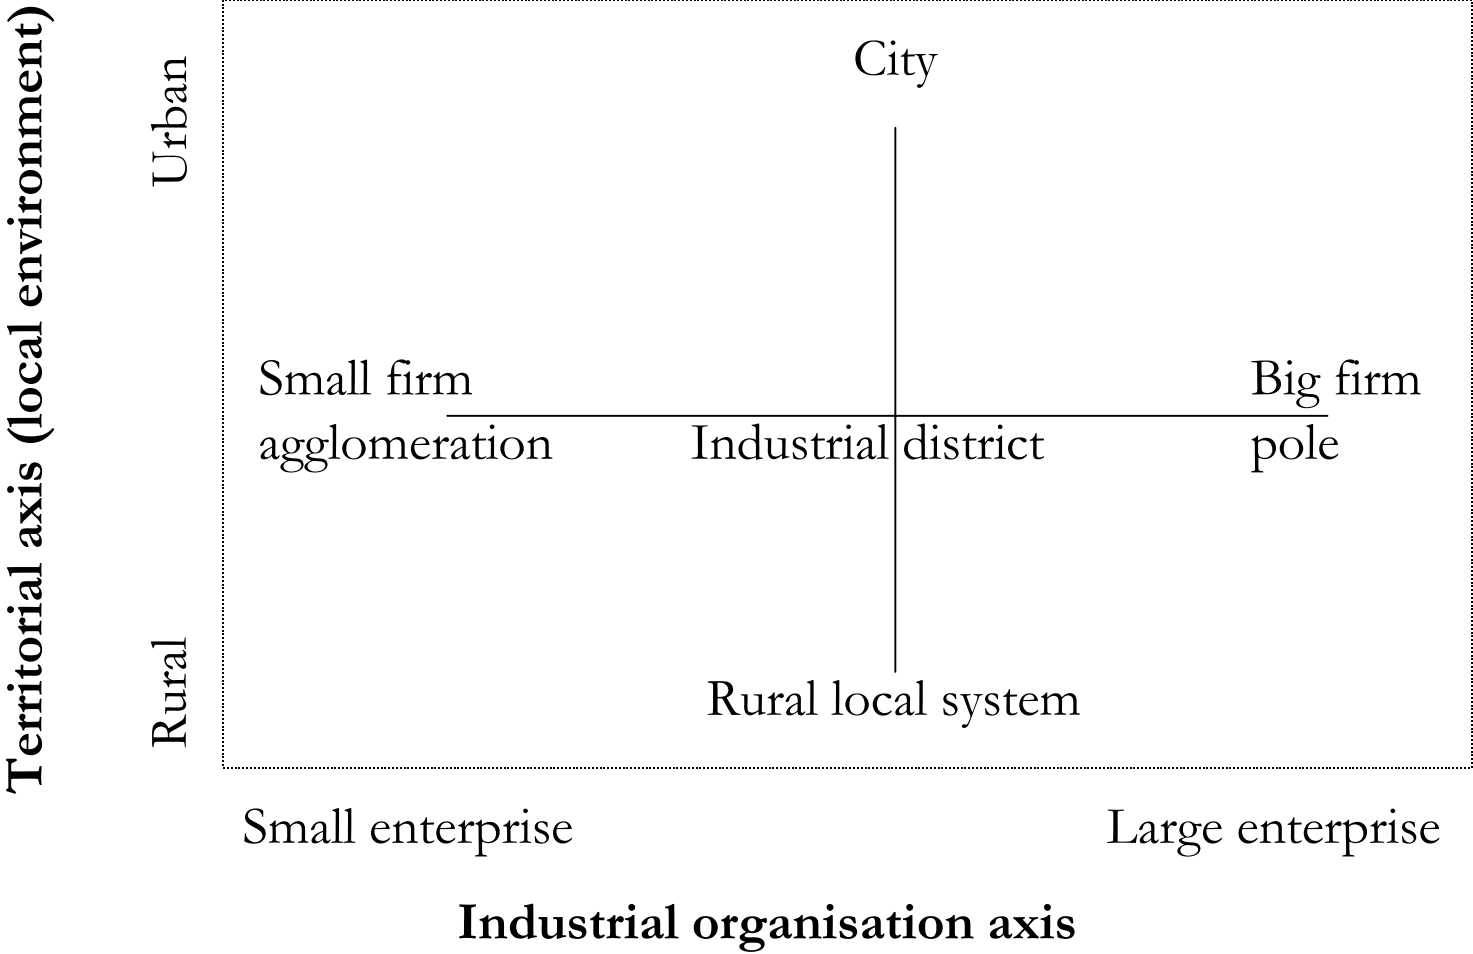 Territorial axis (local environment)
Urban
Rural
City
Small firm
agglomeration
Industrial district
Big firm
pole
Rural local system
Small enterprise
Large enterprise
Industrial organisation axis